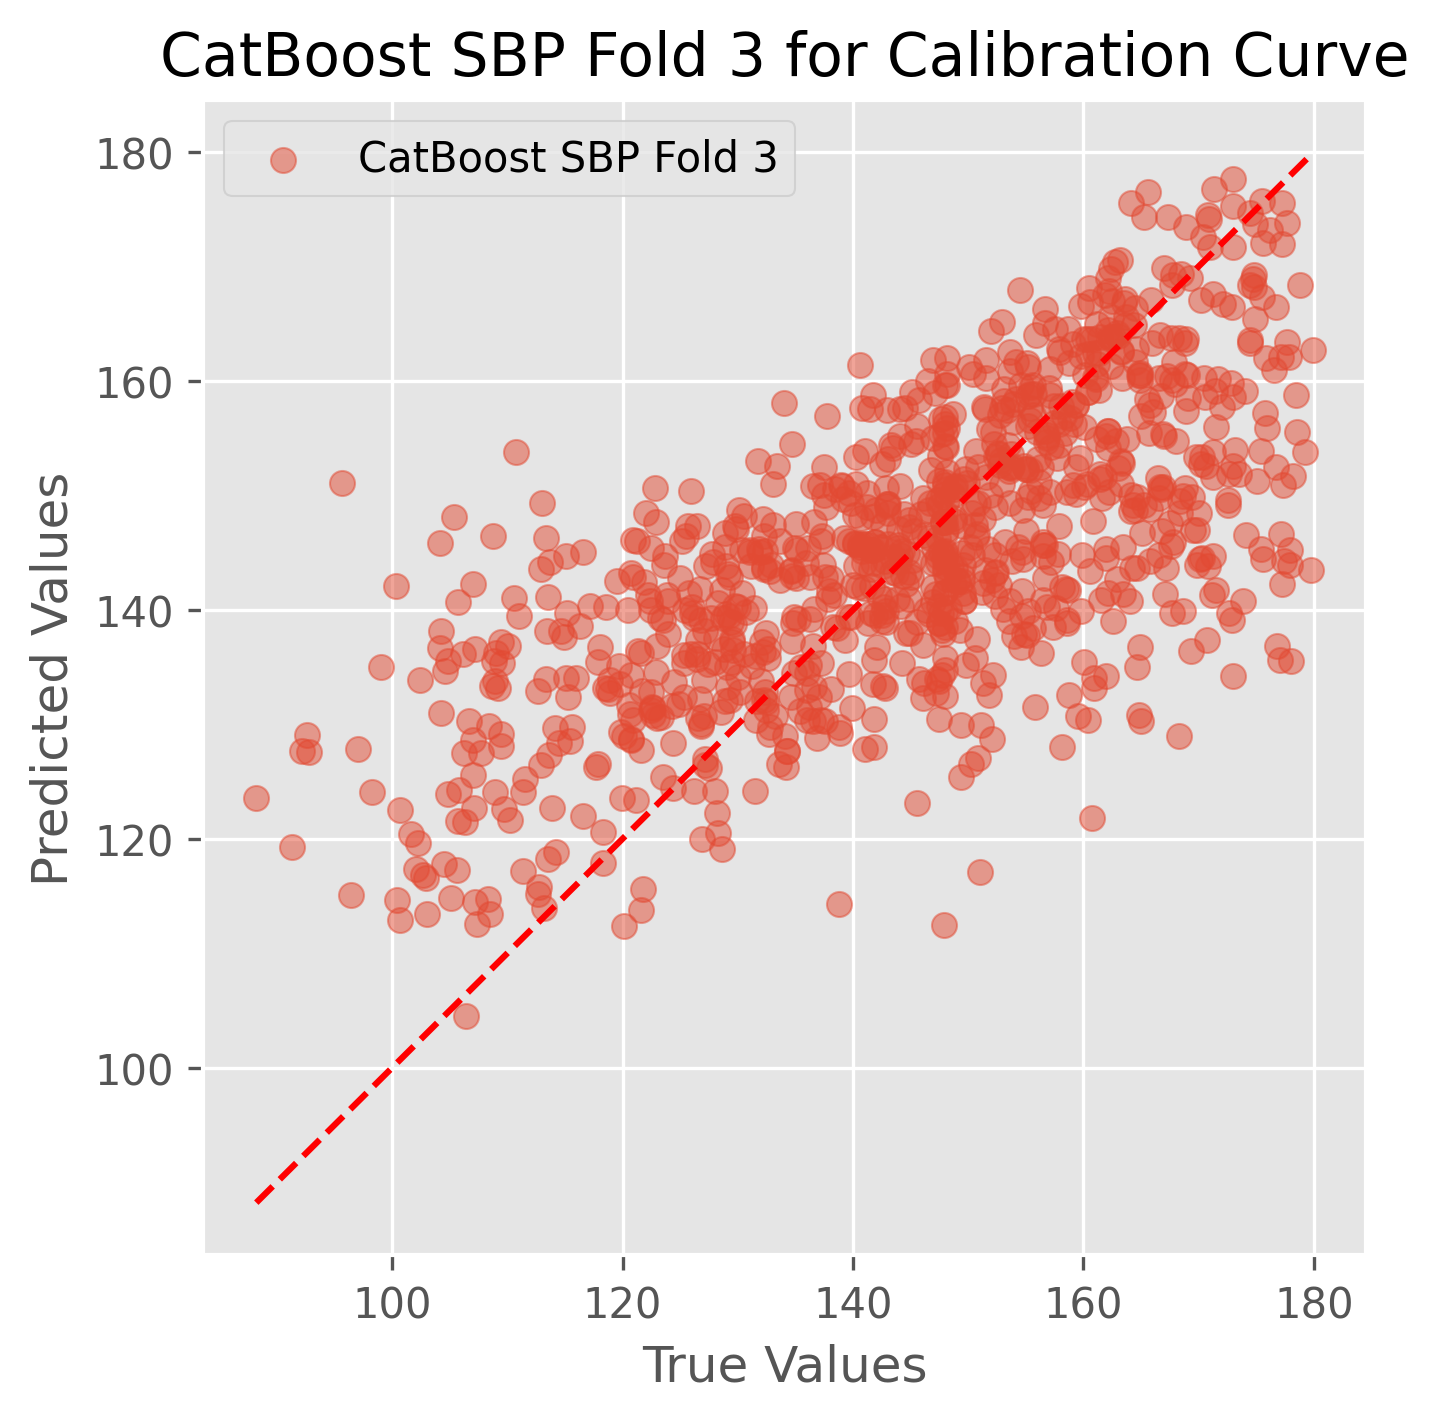 CatBoost SBP Fold 3 for Calibration Curve
CatBoost SBP Fold 3
Predicted Values
180
160
140
120
100
100 120 140 160 180
True Values